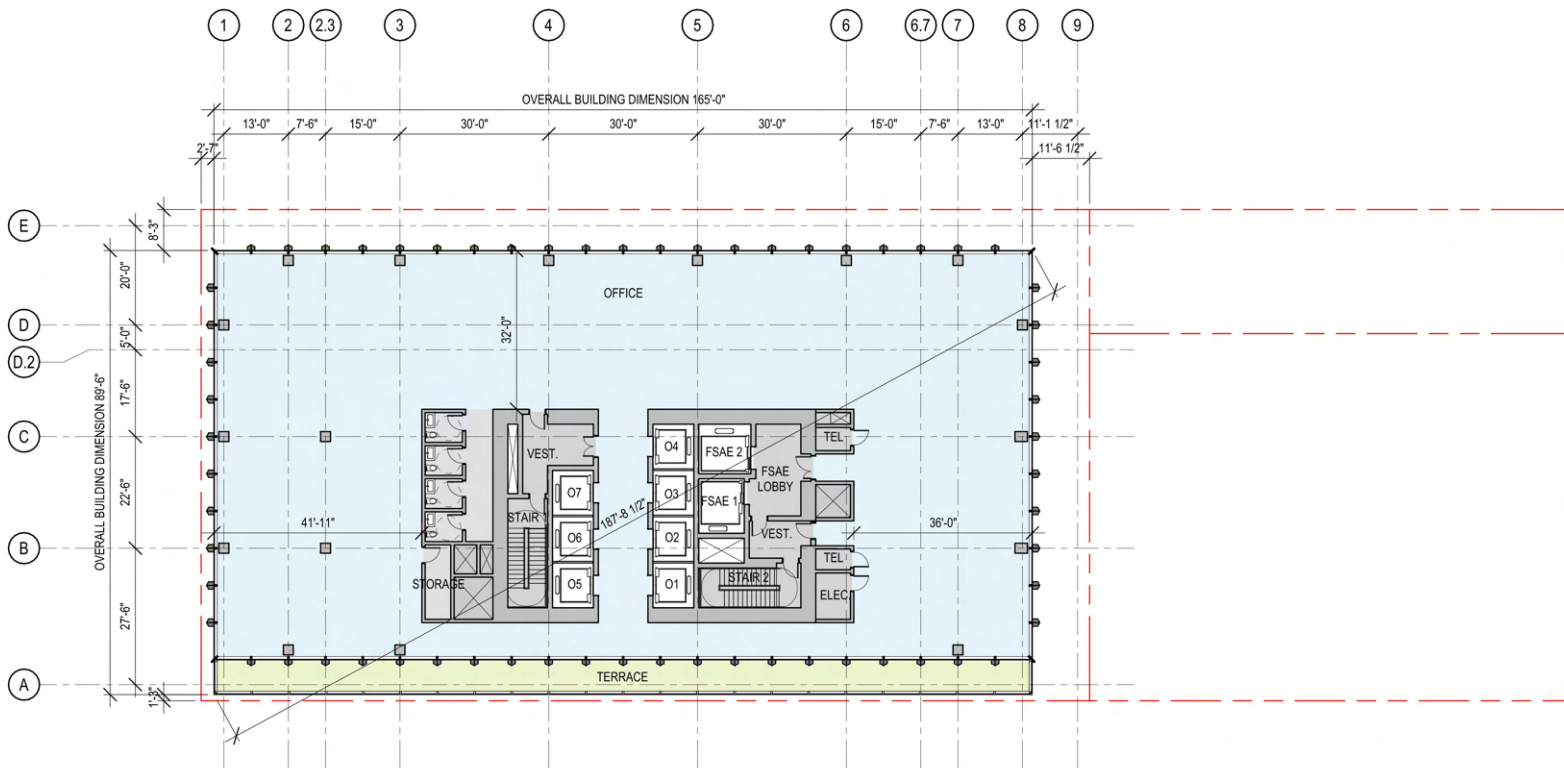 1 2 2.3 3 4 5 6 6.7 7 8 9
OVERALL BUILDING DIMENSION 165'-0"
13'-0" 7'-6" 15'-0" 30'-0" 30'-0" 30'-0" 15'-0" 7'-6" 13'-0" 11'-1 1/2"
2'-7" 11'-6 1/2"
E
8'-3"
20'-0"
OFFICE
32'-0"
D
5'-0"
D.2
OVERALL BUILDING DIMENSION 89'-6"
17'-6"
C
VEST.
O4
FSAE 2
TEL
FSAE
LOBBY
22'-6"
O7
O3
FSAE 1
41'-11"
STAIR 1
187'-8 1/2"
36'-0"
B
O6
O2
VEST.
TEL
STORAGE
O5
O1
STAIR 2
ELEC.
27'-6"
TERRACE
A
1'-3"